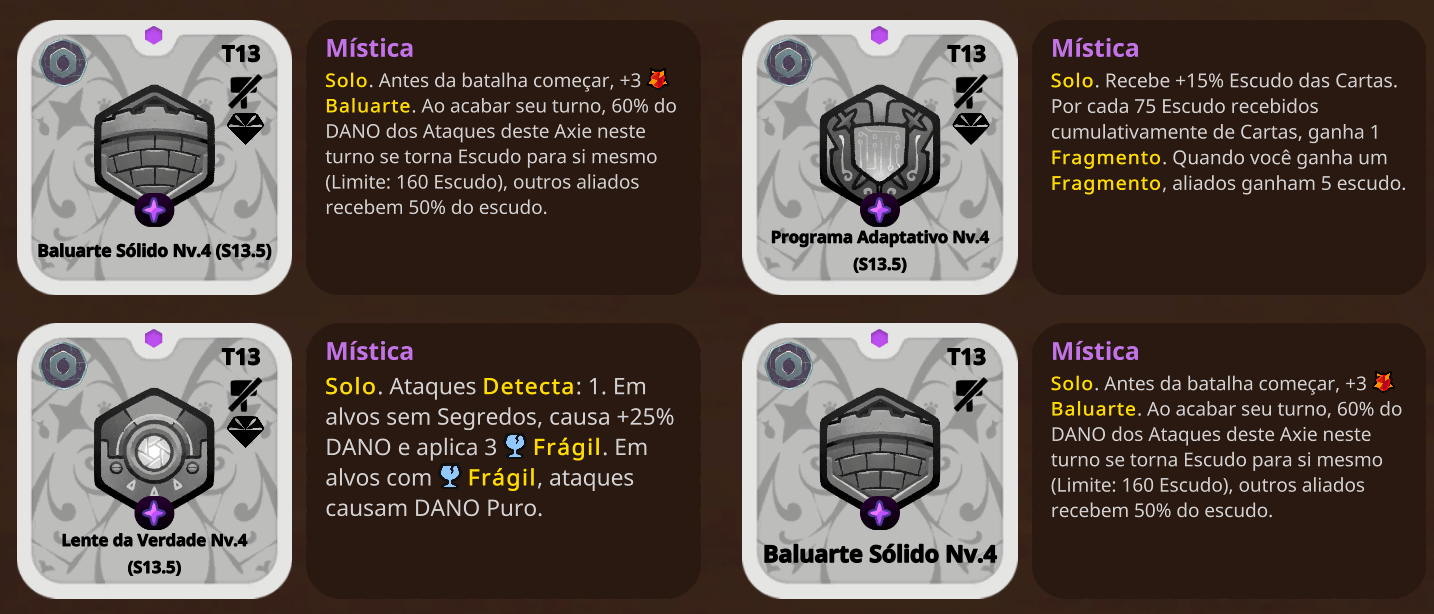 T13
Baluarte Sólido Nv.4 (S13.5)
Mística
Solo. Antes da batalha começar, +3
Baluarte. Ao acabar seu turno, 60% do
DANO dos Ataques deste Axie neste
turno se torna Escudo para si mesmo
(Limite: 160 Escudo), outros aliados
recebem 50% do escudo.
T13
Programa Adaptativo Nv.4
(S13.5)
Mística
Solo. Recebe +15% Escudo das Cartas.
Por cada 75 Escudo recebidos
cumulativamente de Cartas, ganha 1
Fragmento. Quando você ganha um
Fragmento, aliados ganham 5 escudo.
T13
Lente da Verdade Nv.4
(S13.5)
Mística
Solo. Ataques Detecta: 1. Em
alvos sem Segredos, causa +25%
DANO e aplica 3 Frágil. Em
alvos com Frágil, ataques
causam DANO Puro.
T13
Baluarte Sólido Nv.4
Mística
Solo. Antes da batalha começar, +3
Baluarte. Ao acabar seu turno, 60% do
DANO dos Ataques deste Axie neste
turno se torna Escudo para si mesmo
(Limite: 160 Escudo), outros aliados
recebem 50% do escudo.